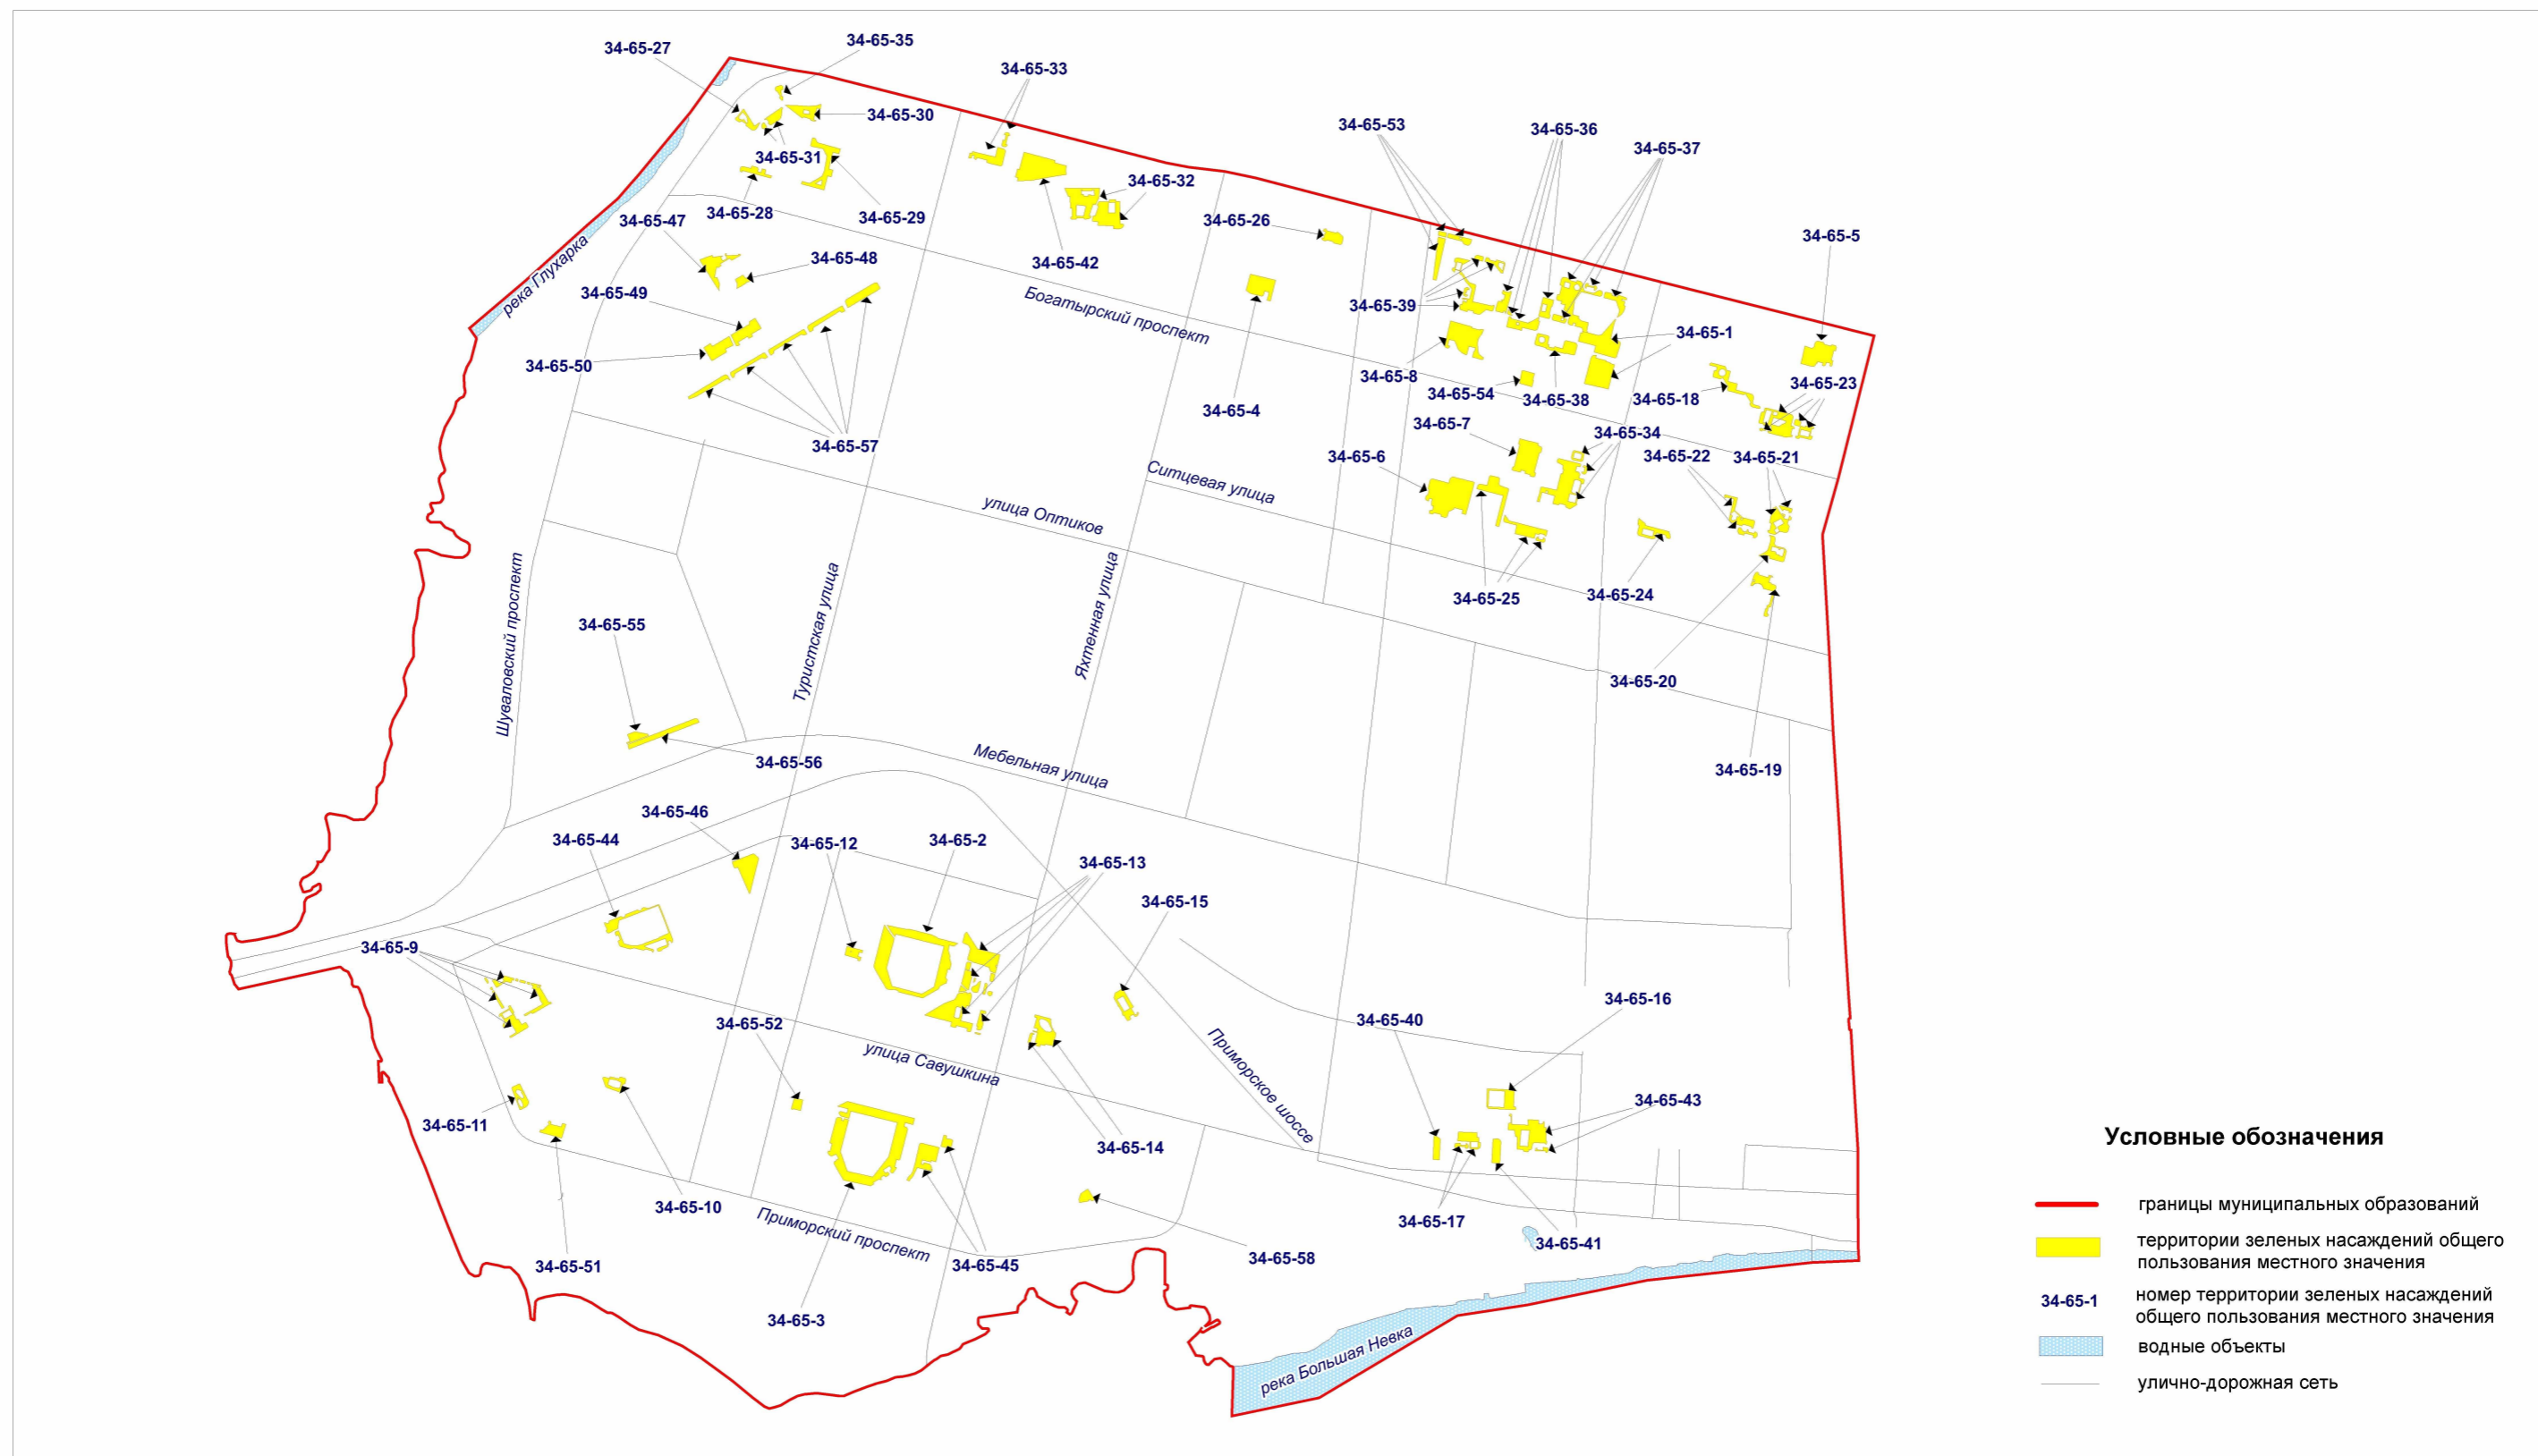 34-65-35
34-65-27
34-65-33
34-65-30
34-65-53
34-65-36
34-65-37
34-65-31
34-65-32
34-65-28
34-65-29
34-65-47
34-65-26
34-65-5
34-65-48
34-65-42
река Глухарка
34-65-49
34-65-39
Богатырский проспект
34-65-1
34-65-50
34-65-8
34-65-23
34-65-54
34-65-38
34-65-18
34-65-4
34-65-7
34-65-34
34-65-57
34-65-6
34-65-22
34-65-21
Ситцевая улица
улица Оптиков
34-65-25
34-65-24
Шуваловский проспект
Туристская улица
Яхтенная улица
34-65-55
34-65-20
34-65-56
Мебельная улица
34-65-19
34-65-46
34-65-44
34-65-12
34-65-2
34-65-13
34-65-15
34-65-9
34-65-16
34-65-52
34-65-40
улица Савушкина
Приморское шоссе
34-65-43
34-65-11
34-65-14
34-65-10
34-65-17
Приморский проспект
34-65-41
34-65-51
34-65-45
34-65-58
34-65-3
река Большая Невка
Условные обозначения
границы муниципальных образований
территории зеленых насаждений общего
пользования местного значения
34-65-1
номер территории зеленых насаждений
общего пользования местного значения
водные объекты
улично-дорожная сеть